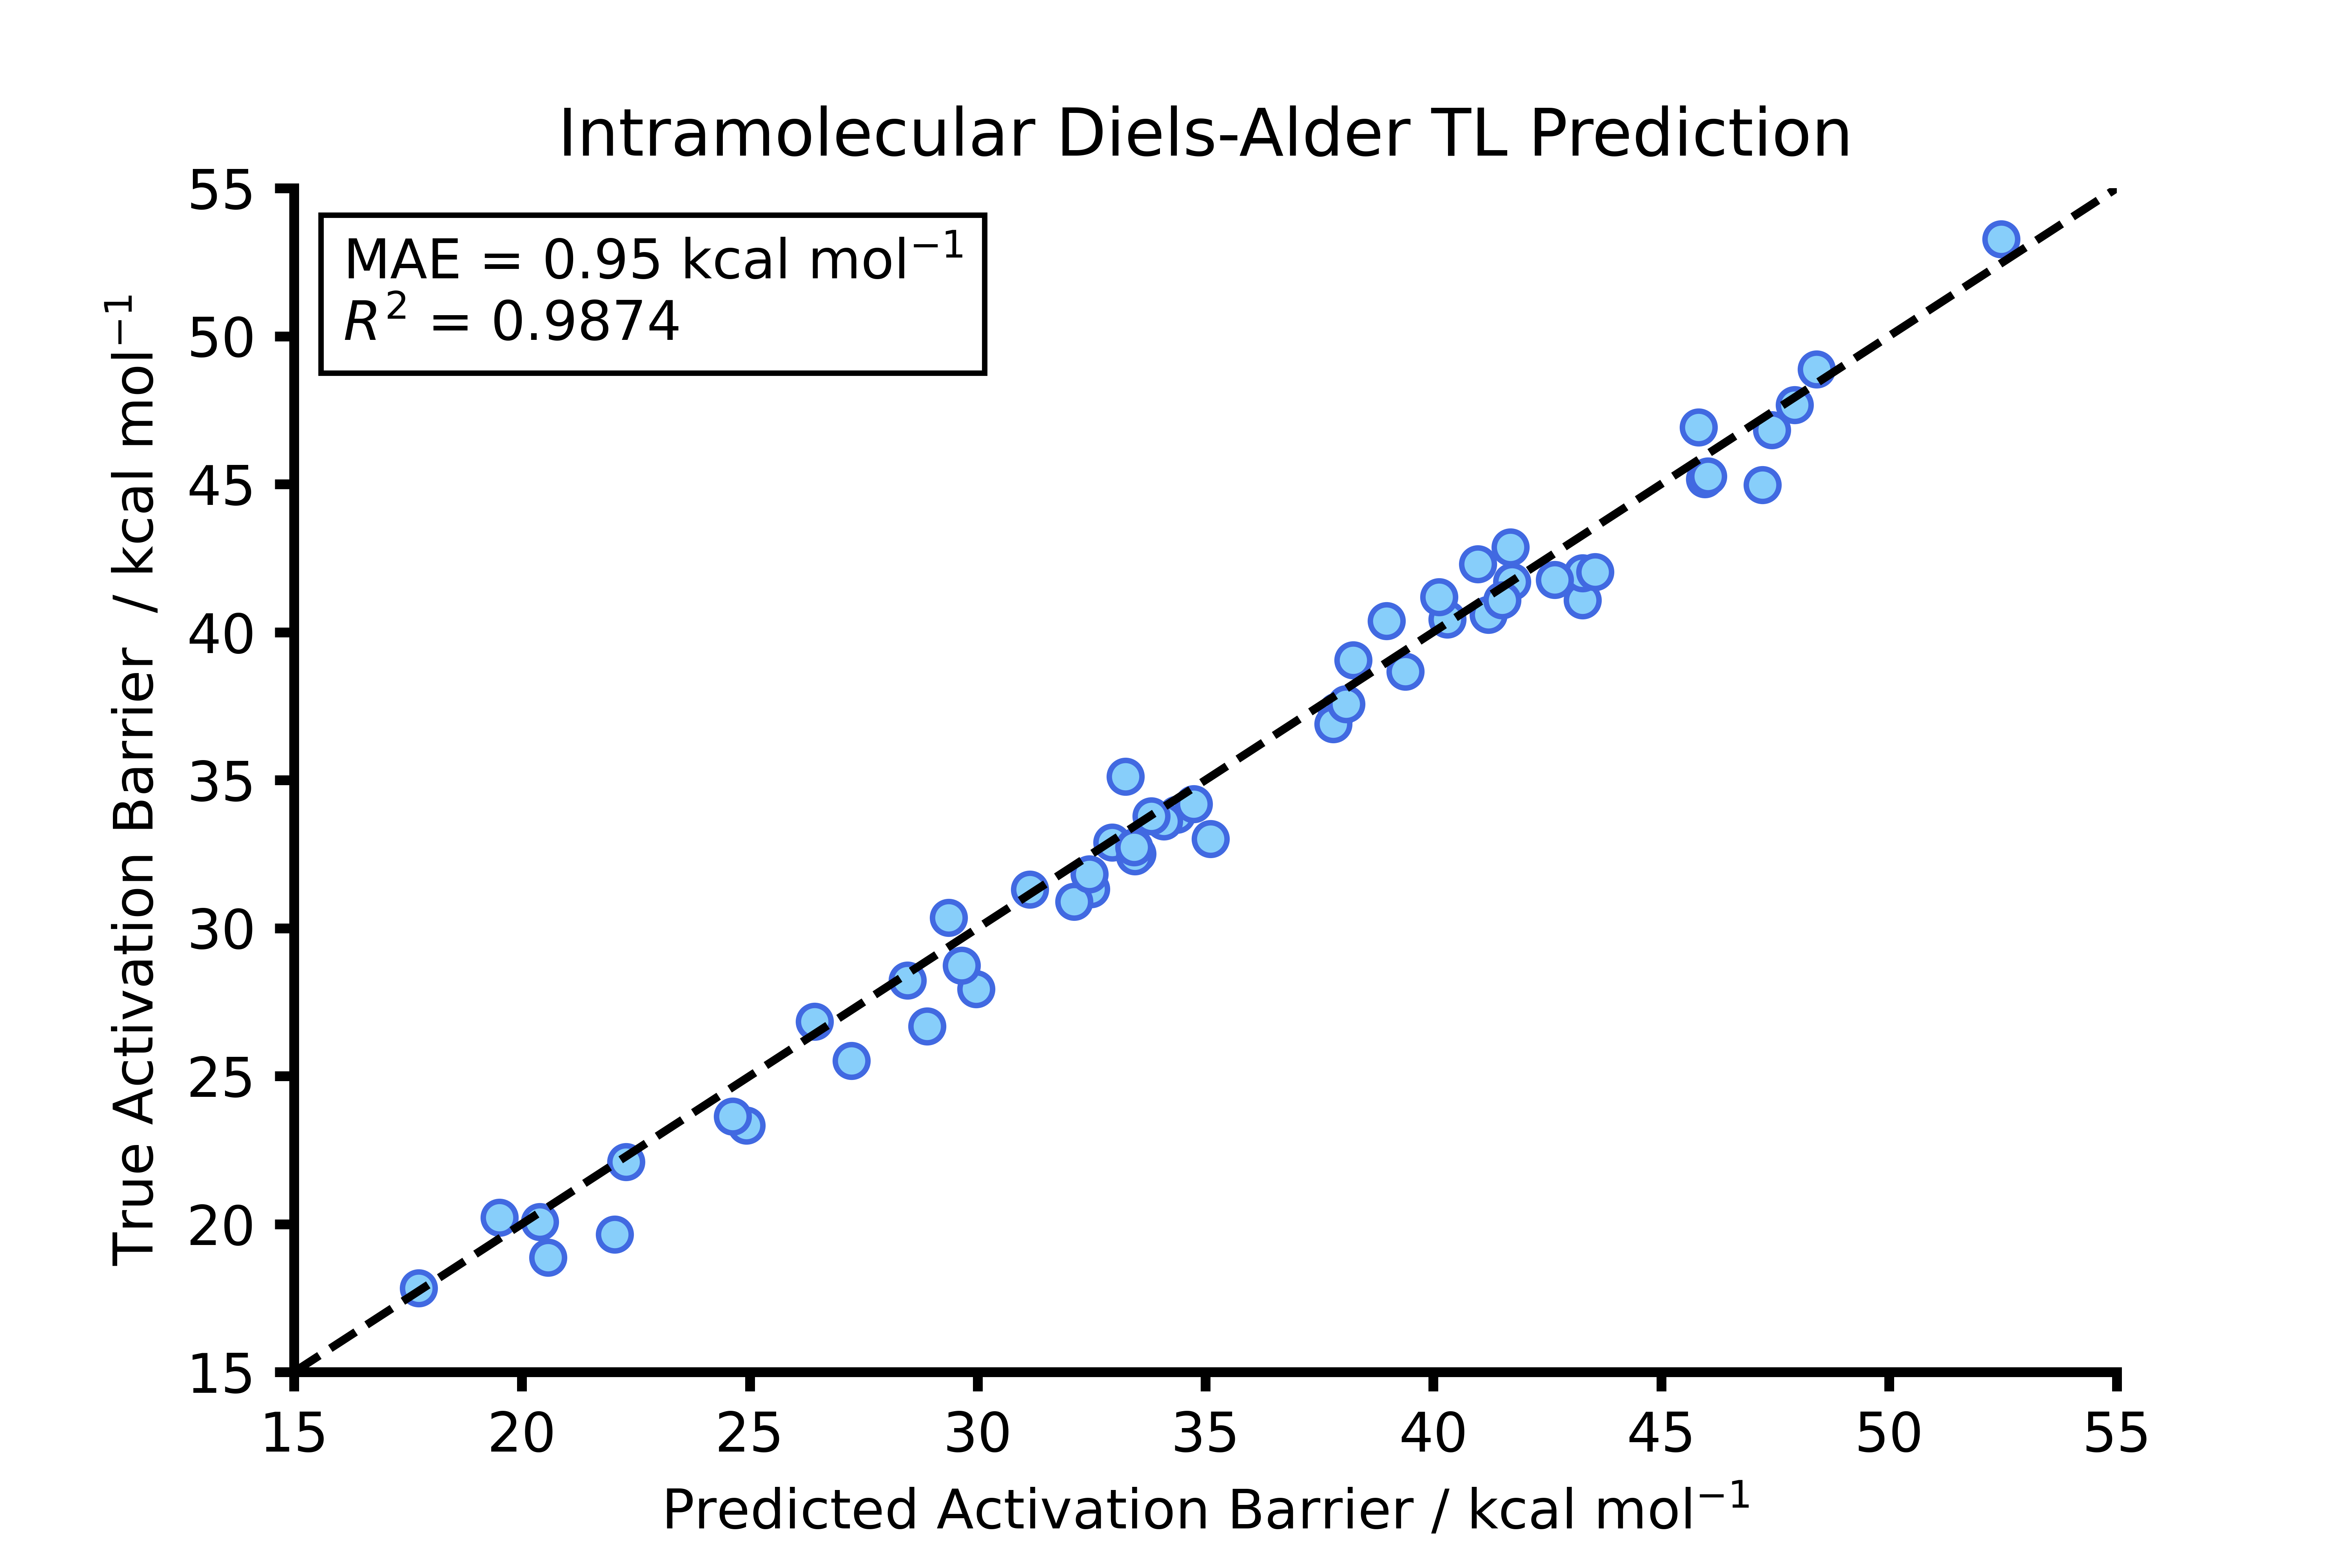 Intramolecular Diels-Alder TL Prediction
MAE = 0.95 kcal mol⁻¹
R² = 0.9874
True Activation Barrier / kcal mol⁻¹
55
50
45
40
35
30
25
20
15
15 20 25 30 35 40 45 50 55
Predicted Activation Barrier / kcal mol⁻¹